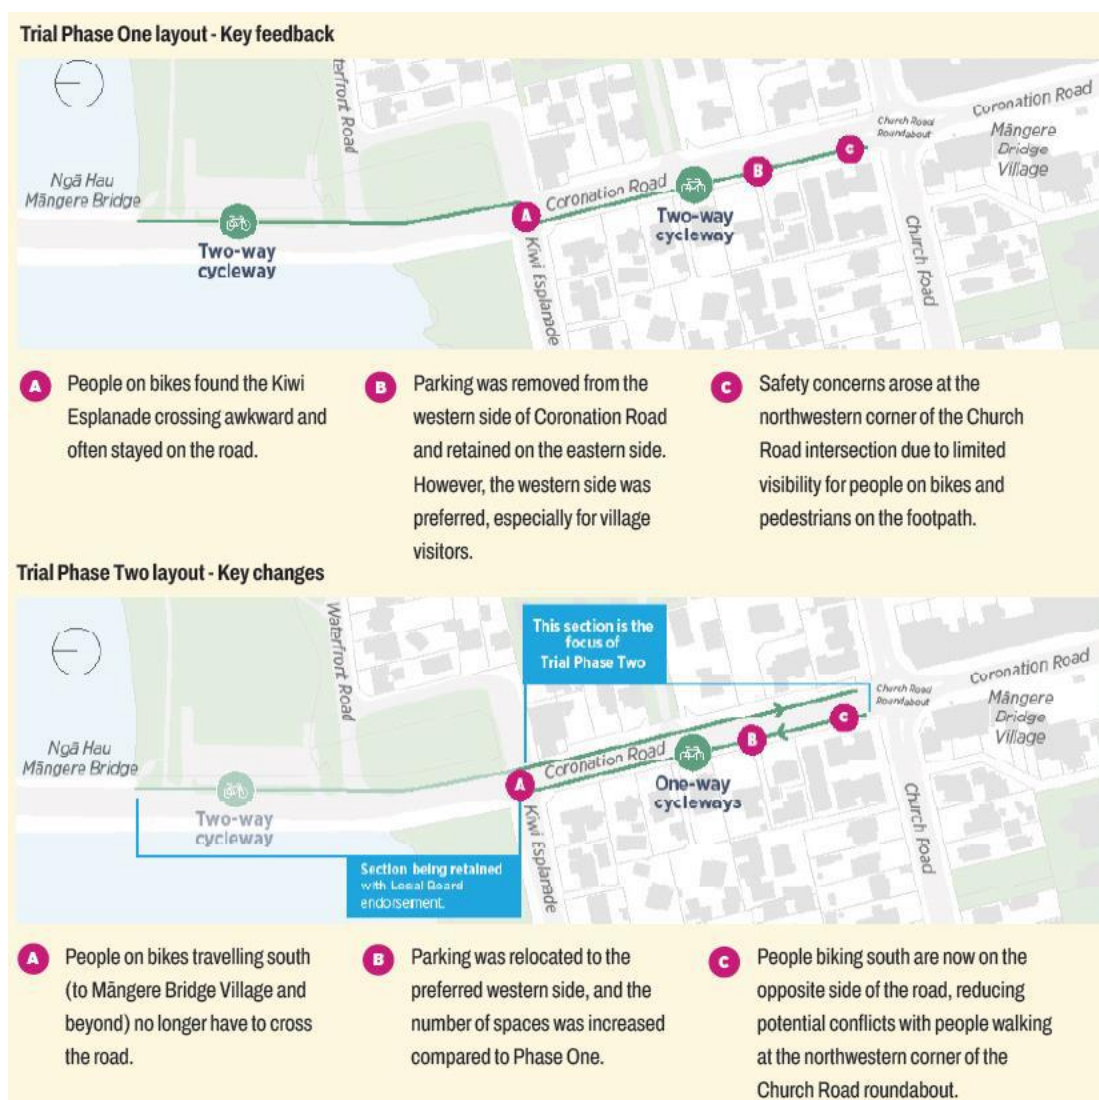 Trial Phase One layout - Key feedback
terfrort Road
Coronation Road
Church Road
Roundabout
Māngere
Bridge
Village
C
Ngā Hau
Māngere Bridge
B
Coronation Road
A
Two-way
cycleway
Two-way
cycleway
Kiwi Esplanade
Church Foad
A People on bikes found the Kiwi
Esplanade crossing awkward and
often stayed on the road.
B Parking was removed from the
western side of Coronation Road
and retained on the eastern side.
However, the western side was
preferred, especially for village
visitors.
C Safety concerns arose at the
northwestern corner of the Church
Road intersection due to limited
visibility for people on bikes and
pedestrians on the footpath.
Trial Phase Two layout - Key changes
Waterfrort Road
This section is the
focus of
Trial Phase Two
Coronation Road
Church Road
Roundabout
Māngere
Bridge
Village
C
B
Ngā Hau
Māngere Bridge
Coronation Road
A
One-way
cycleways
Two-way
cycleway
Kiwi Esplanade
Church Foad
Section being retained
with Local Board
endorsement.
A People on bikes travelling south
(to Māngere Bridge Village and
beyond) no longer have to cross
the road.
B Parking was relocated to the
preferred western side, and the
number of spaces was increased
compared to Phase One.
C People biking south are now on the
opposite side of the road, reducing
potential conflicts with people walking
at the northwestern corner of the
Church Road roundabout.